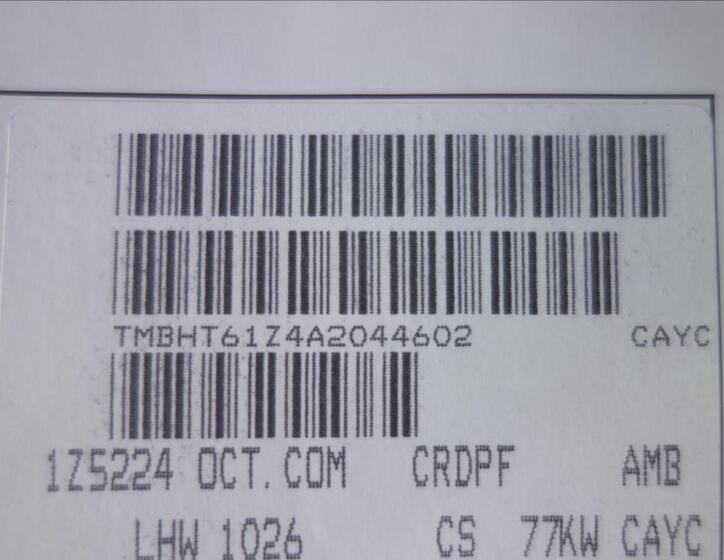 TMBHT61Z4A2044602 CAYC
1Z5224 OCT.COM CRDPF AMB
LHW 1026 CS 77KW CAYC